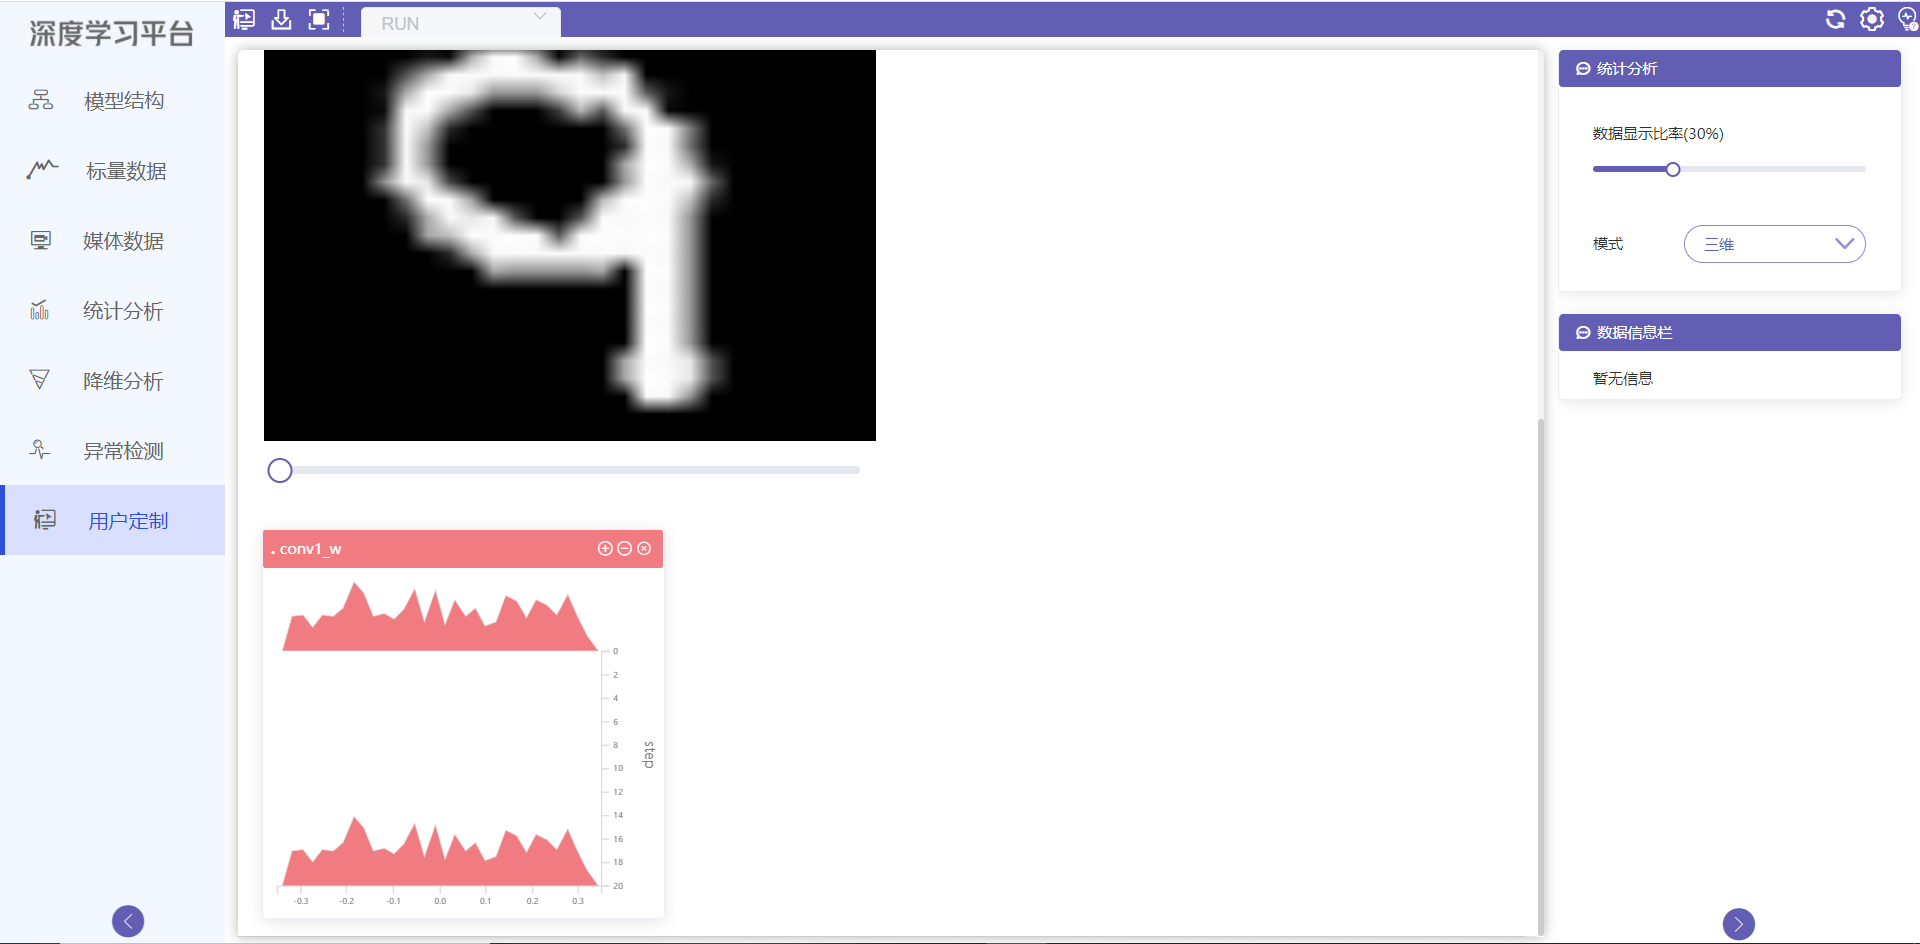 深度学习平台
RUN
模型结构
标量数据
媒体数据
统计分析
降维分析
异常检测
用户定制
. conv1_w
0
2
4
6
8
10
12
14
16
18
20
step
-0.3 -0.2 -0.1 0.0 0.1 0.2 0.3
统计分析
数据显示比率(30%)
模式 三维
数据信息栏
暂无信息